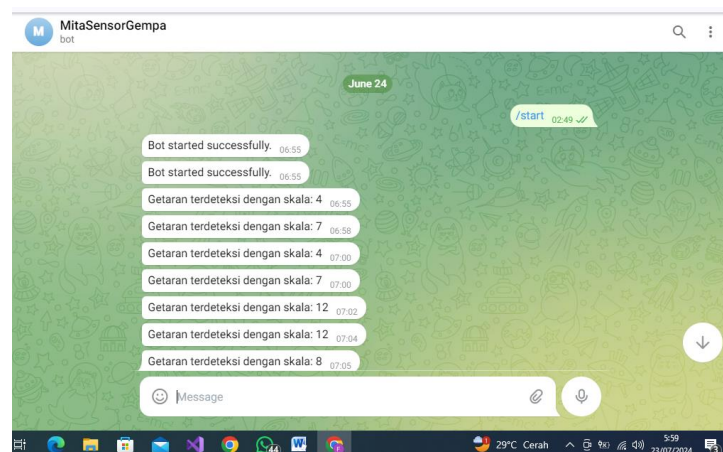 M
MitaSensorGempa
bot
June 24
/start 02:49
Bot started successfully. 06:55
Bot started successfully. 06:55
Getaran terdeteksi dengan skala: 4 06:55
Getaran terdeteksi dengan skala: 7 06:58
Getaran terdeteksi dengan skala: 4 07:00
Getaran terdeteksi dengan skala: 7 07:00
Getaran terdeteksi dengan skala: 12 07:02
Getaran terdeteksi dengan skala: 12 07:04
Getaran terdeteksi dengan skala: 8 07:05
Message
44
29°C Cerah
5:59
23/07/2024